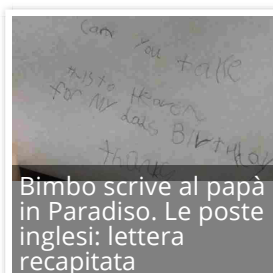 Can You take
this to Heaven
for my dads Birthday
thank
Bimbo scrive al papà
in Paradiso. Le poste
inglesi: lettera
recapitata